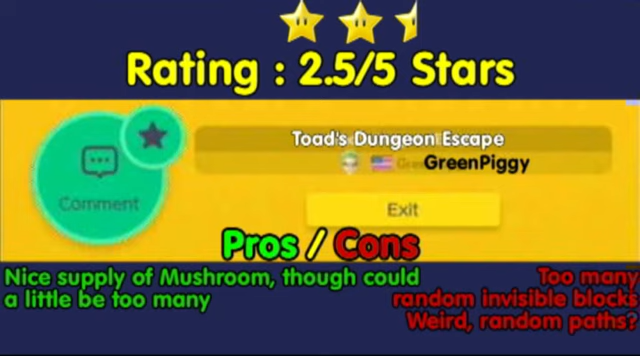 Rating : 2.5/5 Stars
Toad's Dungeon Escape
GreenPiggy
Comment
Exit
Pros / Cons
Nice supply of Mushroom, though could
a little be too many
Too many
random invisible blocks
Weird, random paths?